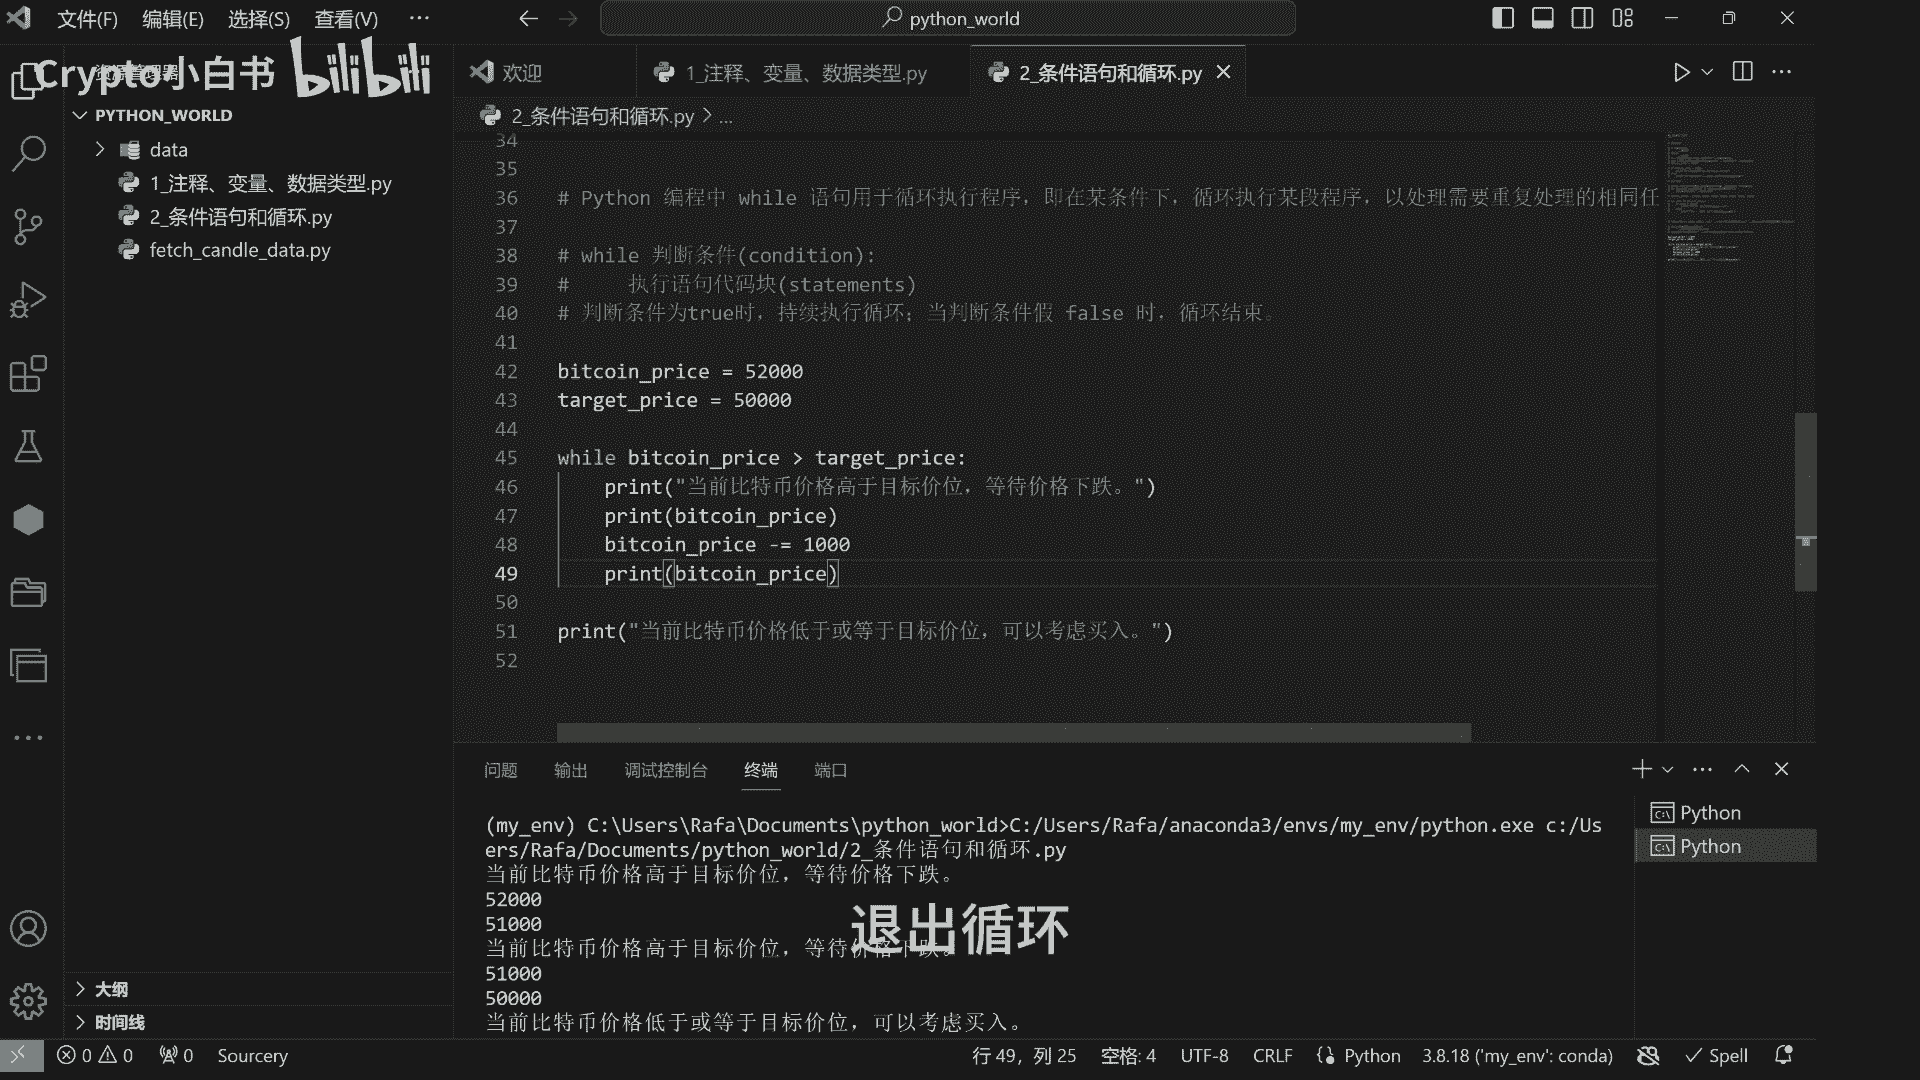 文件(F) 编辑(E) 选择(S) 查看(V) ··· python_world
Crypto小白书 bilibili
资源管理器
欢迎 1_注释、变量、数据类型.py 2_条件语句和循环.py
PYTHON_WORLD
data
1_注释、变量、数据类型.py
2_条件语句和循环.py
fetch_candle_data.py
大纲
时间线
2_条件语句和循环.py > ...
34
35
36 # Python 编程中 while 语句用于循环执行程序，即在某条件下，循环执行某段程序，以处理需要重复处理的相同任
37
38 # while 判断条件(condition):
39 #     执行语句代码块(statements)
40 # 判断条件为true时，持续执行循环；当判断条件假 false 时，循环结束。
41
42 bitcoin_price = 52000
43 target_price = 50000
44
45 while bitcoin_price > target_price:
46     print("当前比特币价格高于目标价位，等待价格下跌。")
47     print(bitcoin_price)
48     bitcoin_price -= 1000
49     print(bitcoin_price)
50
51 print("当前比特币价格低于或等于目标价位，可以考虑买入。")
52
问题 输出 调试控制台 终端 端口
(my_env) C:\Users\Rafa\Documents\python_world>C:/Users/Rafa/anaconda3/envs/my_env/python.exe c:/Us
ers/Rafa/Documents/python_world/2_条件语句和循环.py
当前比特币价格高于目标价位，等待价格下跌。
52000
51000
当前比特币价格高于目标价位，等待价格下跌。
51000
50000
当前比特币价格低于或等于目标价位，可以考虑买入。
退出循环
Python
Python
0 0 0 Sourcery 行 49，列 25 空格: 4 UTF-8 CRLF Python 3.8.18 ('my_env': conda) Spell